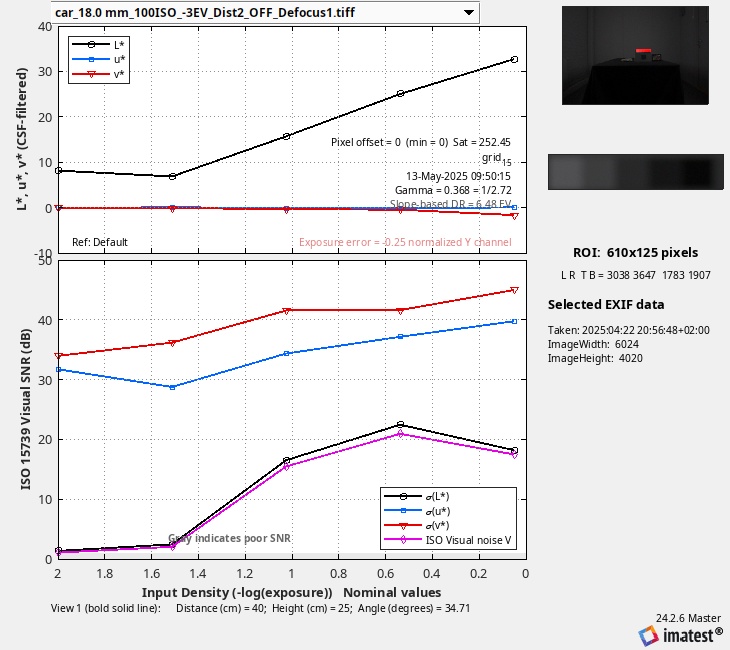 car_18.0 mm_100ISO_-3EV_Dist2_OFF_Defocus1.tiff
L*, u*, v* (CSF-filtered)
40
30
20
10
0
-10
L*
u*
v*
Pixel offset = 0 (min = 0) Sat = 252.45
grid15
13-May-2025 09:50:15
Gamma = 0.368 = 1/2.72
Slope-based DR = 6.48 EV
Ref: Default
Exposure error = -0.25 normalized Y channel
ISO 15739 Visual SNR (dB)
50
40
30
20
10
0
Gray indicates poor SNR
σ(L*)
σ(u*)
σ(v*)
ISO Visual noise V
2 1.8 1.6 1.4 1.2 1 0.8 0.6 0.4 0.2 0
Input Density (-log(exposure)) Nominal values
View 1 (bold solid line): Distance (cm) = 40; Height (cm) = 25; Angle (degrees) = 34.71
ROI: 610x125 pixels
L R T B = 3038 3647 1783 1907
Selected EXIF data
Taken: 2025:04:22 20:56:48+02:00
ImageWidth: 6024
ImageHeight: 4020
24.2.6 Master
imatest®